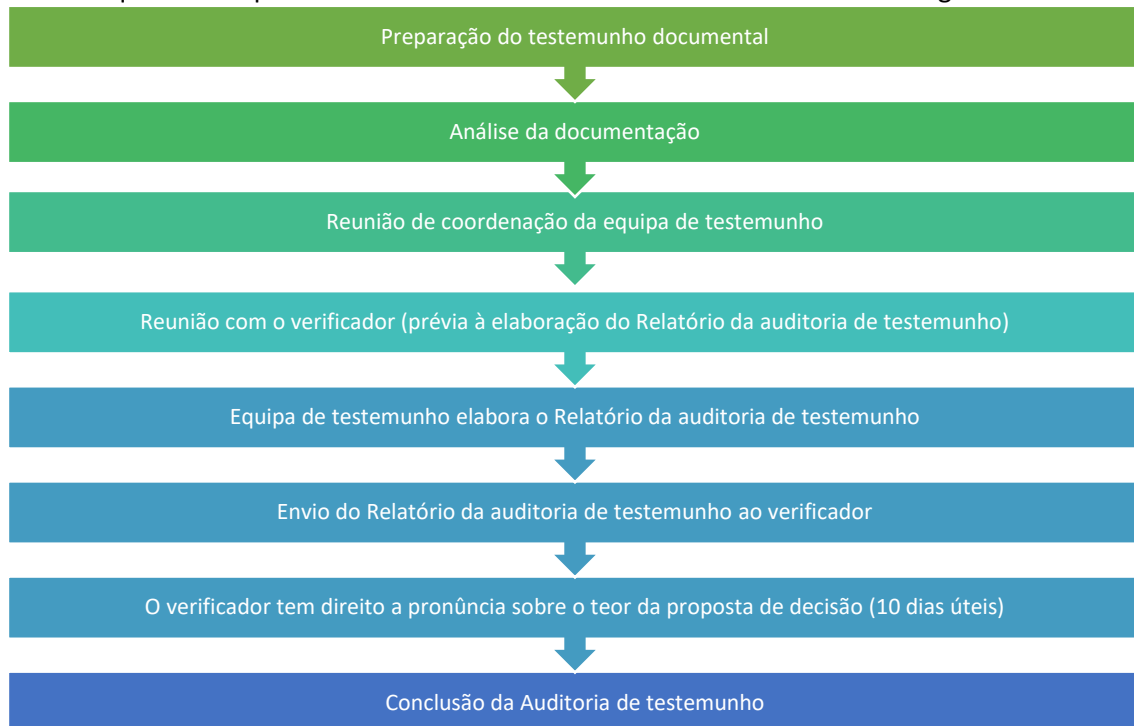 Preparação do testemunho documental
Análise da documentação
Reunião de coordenação da equipa de testemunho
Reunião com o verificador (prévia à elaboração do Relatório da auditoria de testemunho)
Equipa de testemunho elabora o Relatório da auditoria de testemunho
Envio do Relatório da auditoria de testemunho ao verificador
O verificador tem direito a pronúncia sobre o teor da proposta de decisão (10 dias úteis)
Conclusão da Auditoria de testemunho